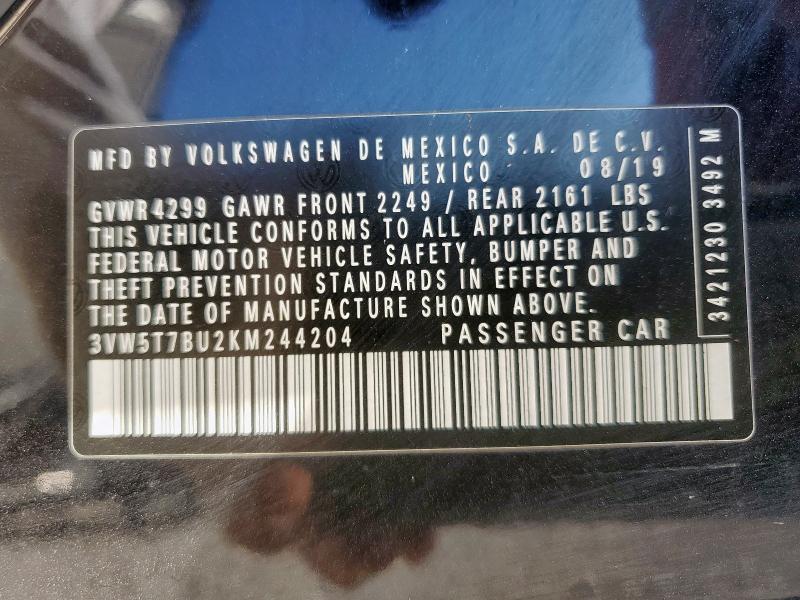 MFD BY VOLKSWAGEN DE MEXICO S.A. DE C.V.
MEXICO 08/19
GVWR 4299 GAWR FRONT 2249 / REAR 2161 LBS
THIS VEHICLE CONFORMS TO ALL APPLICABLE U.S.
FEDERAL MOTOR VEHICLE SAFETY, BUMPER AND
THEFT PREVENTION STANDARDS IN EFFECT ON
THE DATE OF MANUFACTURE SHOWN ABOVE.
3VW5T7BU2KM244204 PASSENGER CAR
3421230 3492 M